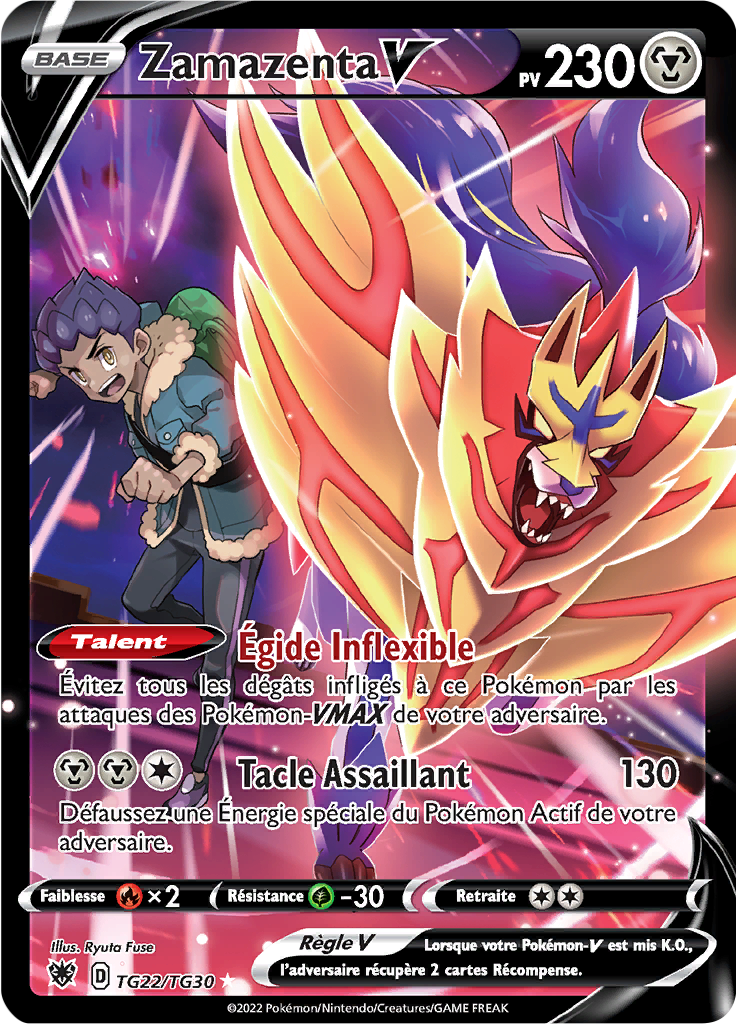 BASE Zamazenta V PV 230
Talent Égide Inflexible
Évitez tous les dégâts infligés à ce Pokémon par les
attaques des Pokémon-VMAX de votre adversaire.
Tacle Assaillant 130
Défaussez une Énergie spéciale du Pokémon Actif de votre
adversaire.
Faiblesse ×2 Résistance -30 Retraite
Illus. Ryuta Fuse
Règle V Lorsque votre Pokémon-V est mis K.O.,
l'adversaire récupère 2 cartes Récompense.
D TG22/TG30
©2022 Pokémon/Nintendo/Creatures/GAME FREAK